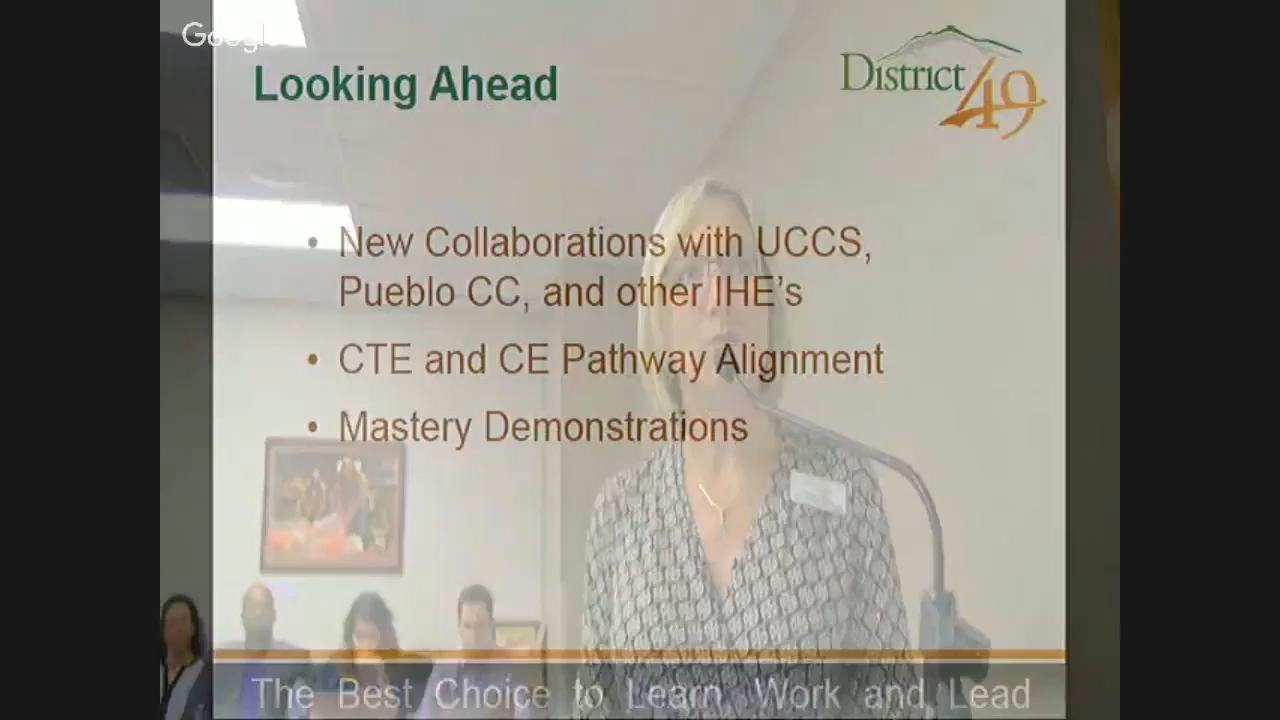 Google
Looking Ahead
District 49
• New Collaborations with UCCS,
Pueblo CC, and other IHE's
• CTE and CE Pathway Alignment
• Mastery Demonstrations
The Best Choice to Learn, Work and Lead